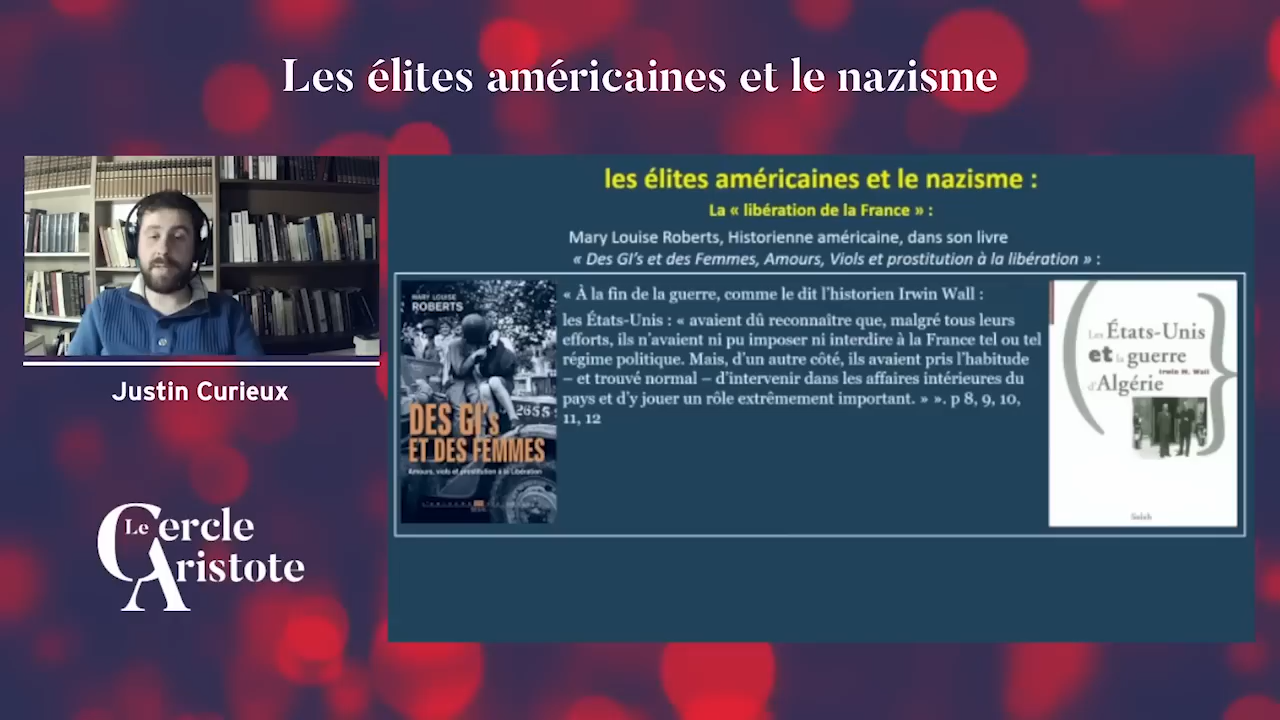 Les élites américaines et le nazisme
les élites américaines et le nazisme :
La « libération de la France » :
Mary Louise Roberts, Historienne américaine, dans son livre
« Des GI's et des Femmes, Amours, Viols et prostitution à la libération » :
MARY LOUISE
ROBERTS
2655
DES GI's
ET DES FEMMES
Amours, viols et prostitution à la Libération
« À la fin de la guerre, comme le dit l'historien Irwin Wall :
les États-Unis : « avaient dû reconnaître que, malgré tous leurs
efforts, ils n'avaient ni pu imposer ni interdire à la France tel ou tel
régime politique. Mais, d'un autre côté, ils avaient pris l'habitude
– et trouvé normal – d'intervenir dans les affaires intérieures du
pays et d'y jouer un rôle extrêmement important. » ». p 8, 9, 10,
11, 12
Les États-Unis
et la guerre
Irwin M. Wall
d'Algérie
Justin Curieux
Le Cercle
Aristote